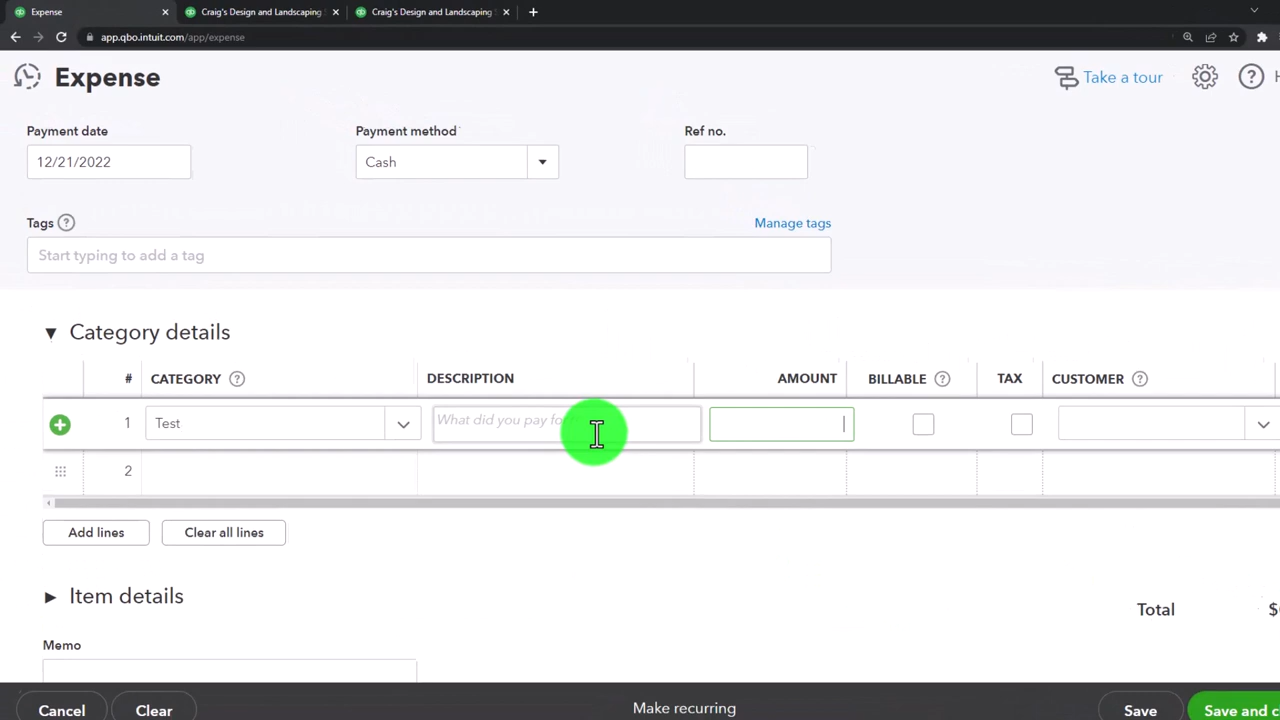 Expense
Craig's Design and Landscaping
Craig's Design and Landscaping
app.qbo.intuit.com/app/expense
Expense
Take a tour
Payment date
Payment method
Ref no.
12/21/2022
Cash
Tags
Manage tags
Start typing to add a tag
Category details
# CATEGORY DESCRIPTION AMOUNT BILLABLE TAX CUSTOMER
1 Test What did you pay
2
Add lines
Clear all lines
Item details
Total
Memo
Cancel
Clear
Make recurring
Save
Save and